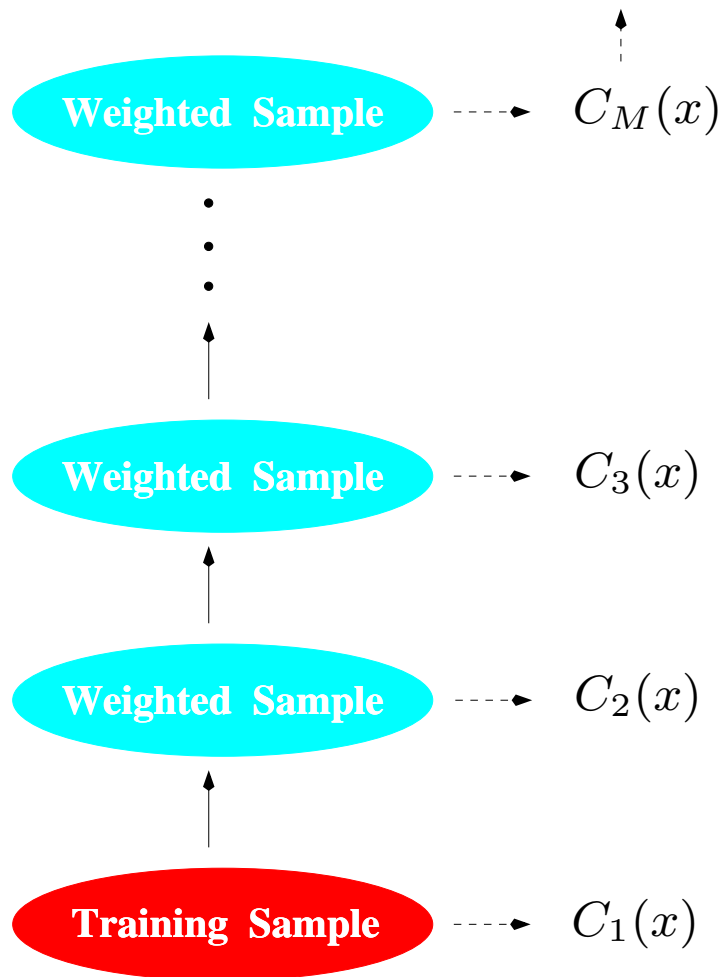 Weighted Sample
C_M(x)
Weighted Sample
C_3(x)
Weighted Sample
C_2(x)
Training Sample
C_1(x)